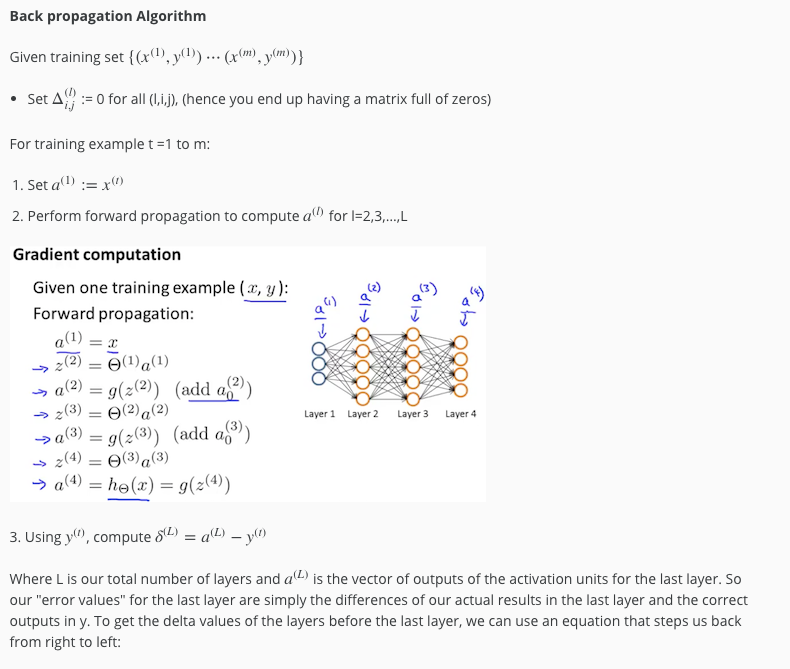 Back propagation Algorithm
Given training set {(x^(1), y^(1)) ⋯ (x^(m), y^(m))}
• Set Δ_{i,j}^(l) := 0 for all (l,i,j), (hence you end up having a matrix full of zeros)
For training example t =1 to m:
1. Set a^(1) := x^(t)
2. Perform forward propagation to compute a^(l) for l=2,3,…,L
Gradient computation
Given one training example (x, y):
Forward propagation:
a^(1) = x
→ z^(2) = Θ^(1)a^(1)
→ a^(2) = g(z^(2)) (add a_0^(2))
→ z^(3) = Θ^(2)a^(2)
→ a^(3) = g(z^(3)) (add a_0^(3))
→ z^(4) = Θ^(3)a^(3)
→ a^(4) = h_Θ(x) = g(z^(4))
a^(1) a^(2) a^(3) a^(4)
Layer 1 Layer 2 Layer 3 Layer 4
3. Using y^(t), compute δ^(L) = a^(L) − y^(t)
Where L is our total number of layers and a^(L) is the vector of outputs of the activation units for the last layer. So
our "error values" for the last layer are simply the differences of our actual results in the last layer and the correct
outputs in y. To get the delta values of the layers before the last layer, we can use an equation that steps us back
from right to left: